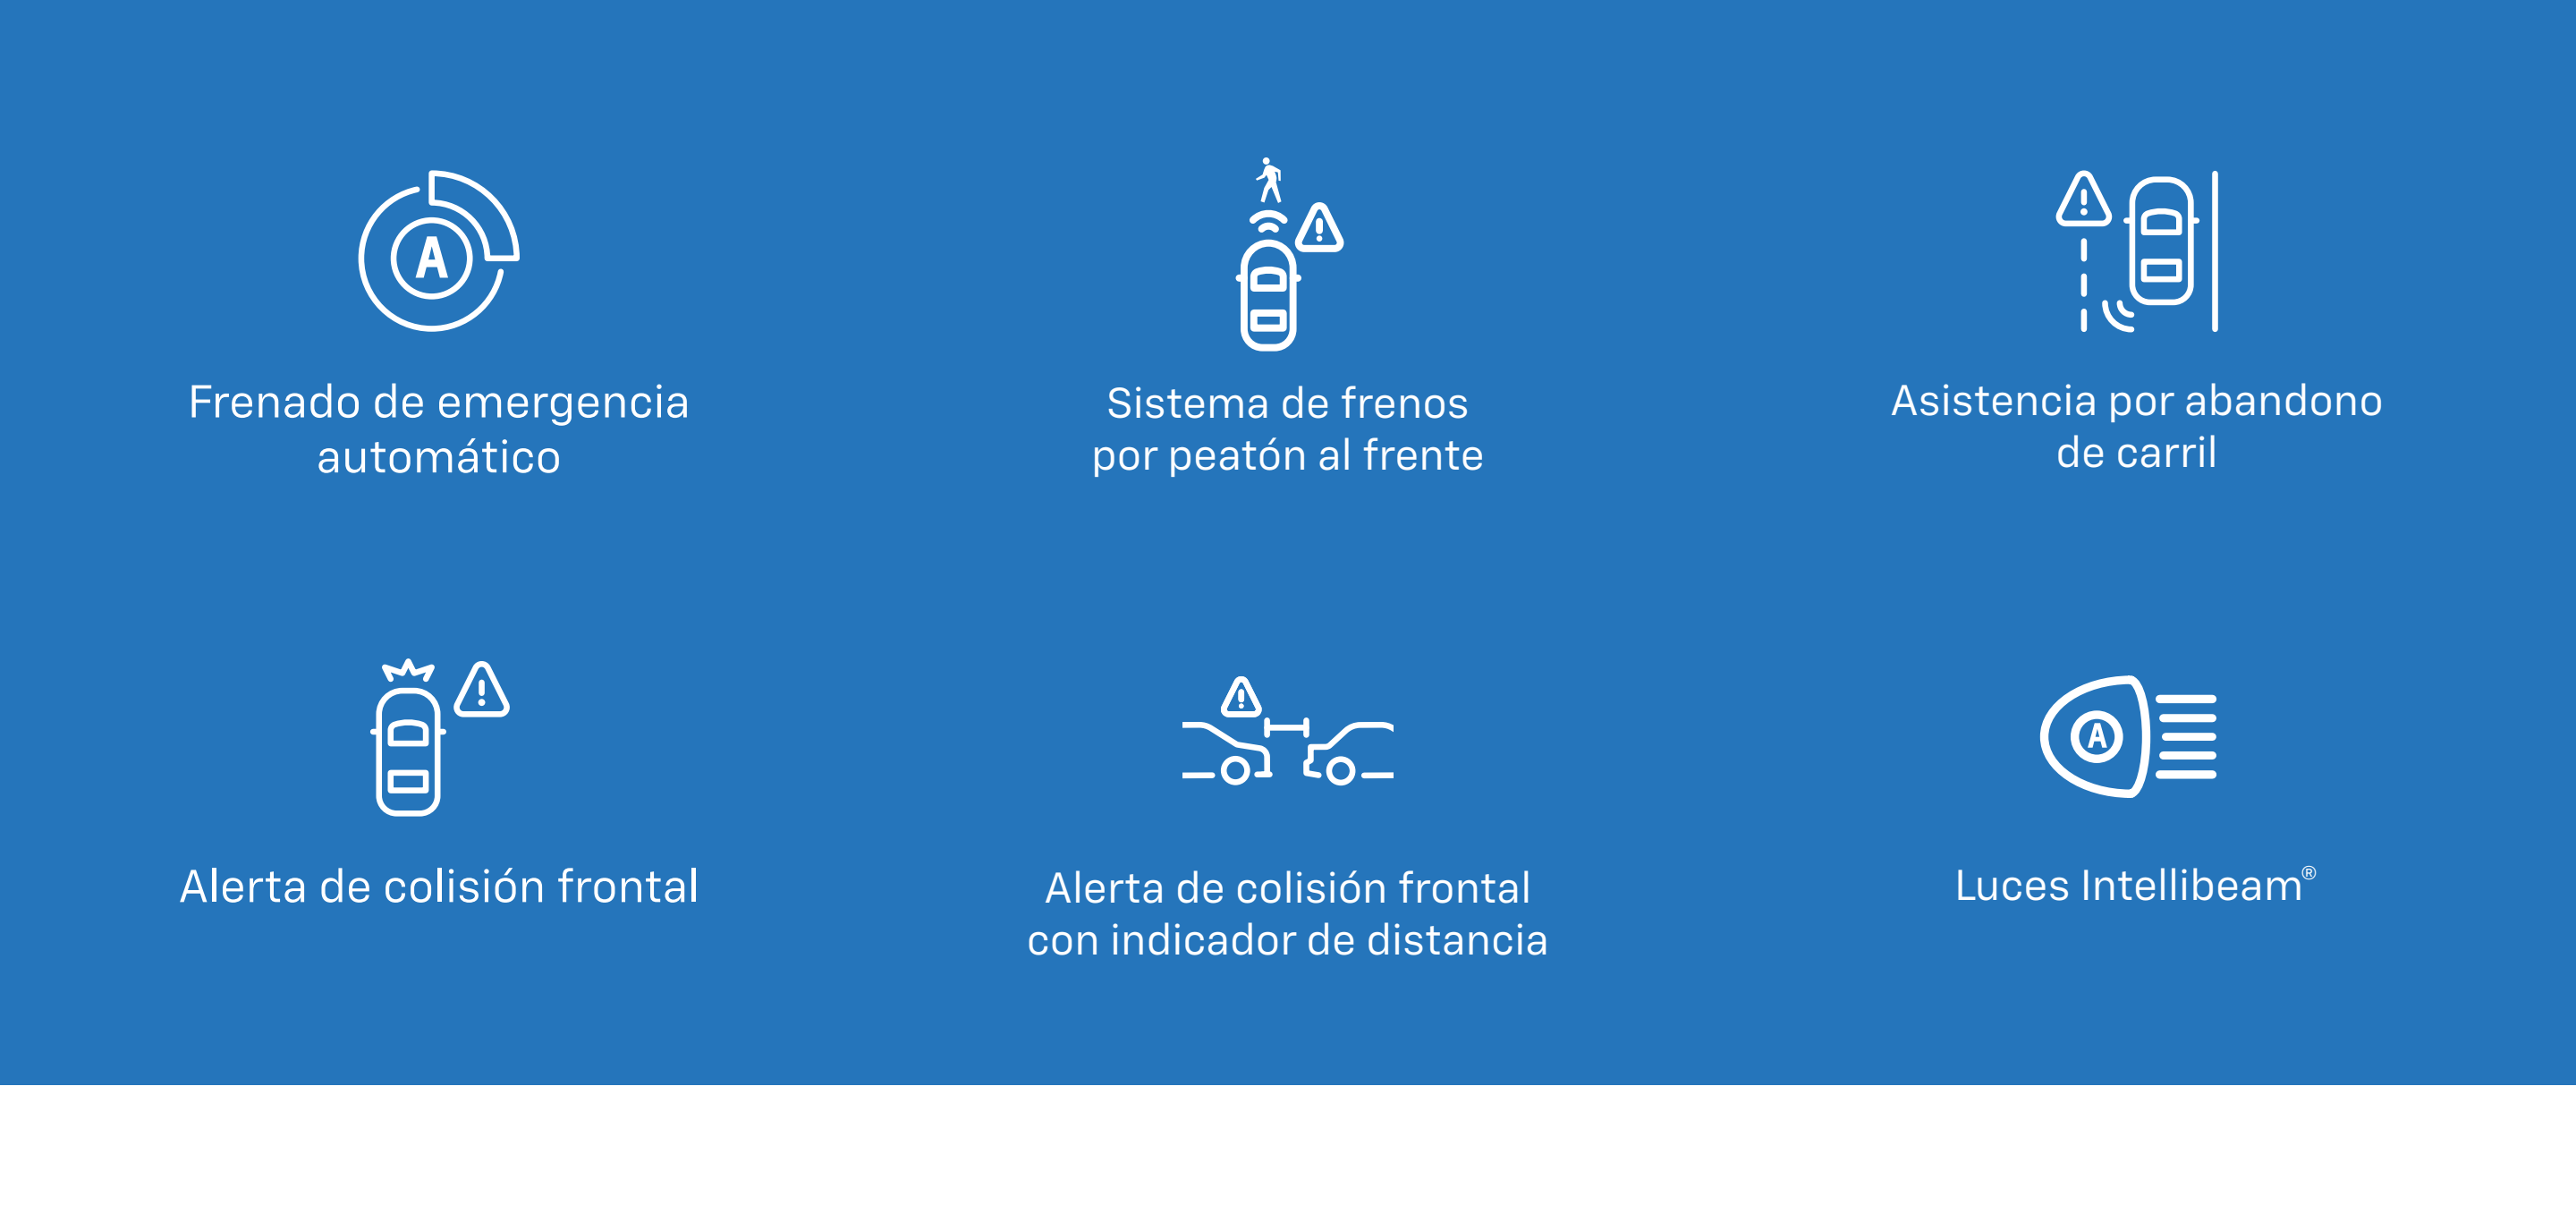 Frenado de emergencia
automático
Sistema de frenos
por peatón al frente
Asistencia por abandono
de carril
Alerta de colisión frontal
Alerta de colisión frontal
con indicador de distancia
Luces Intellibeam®